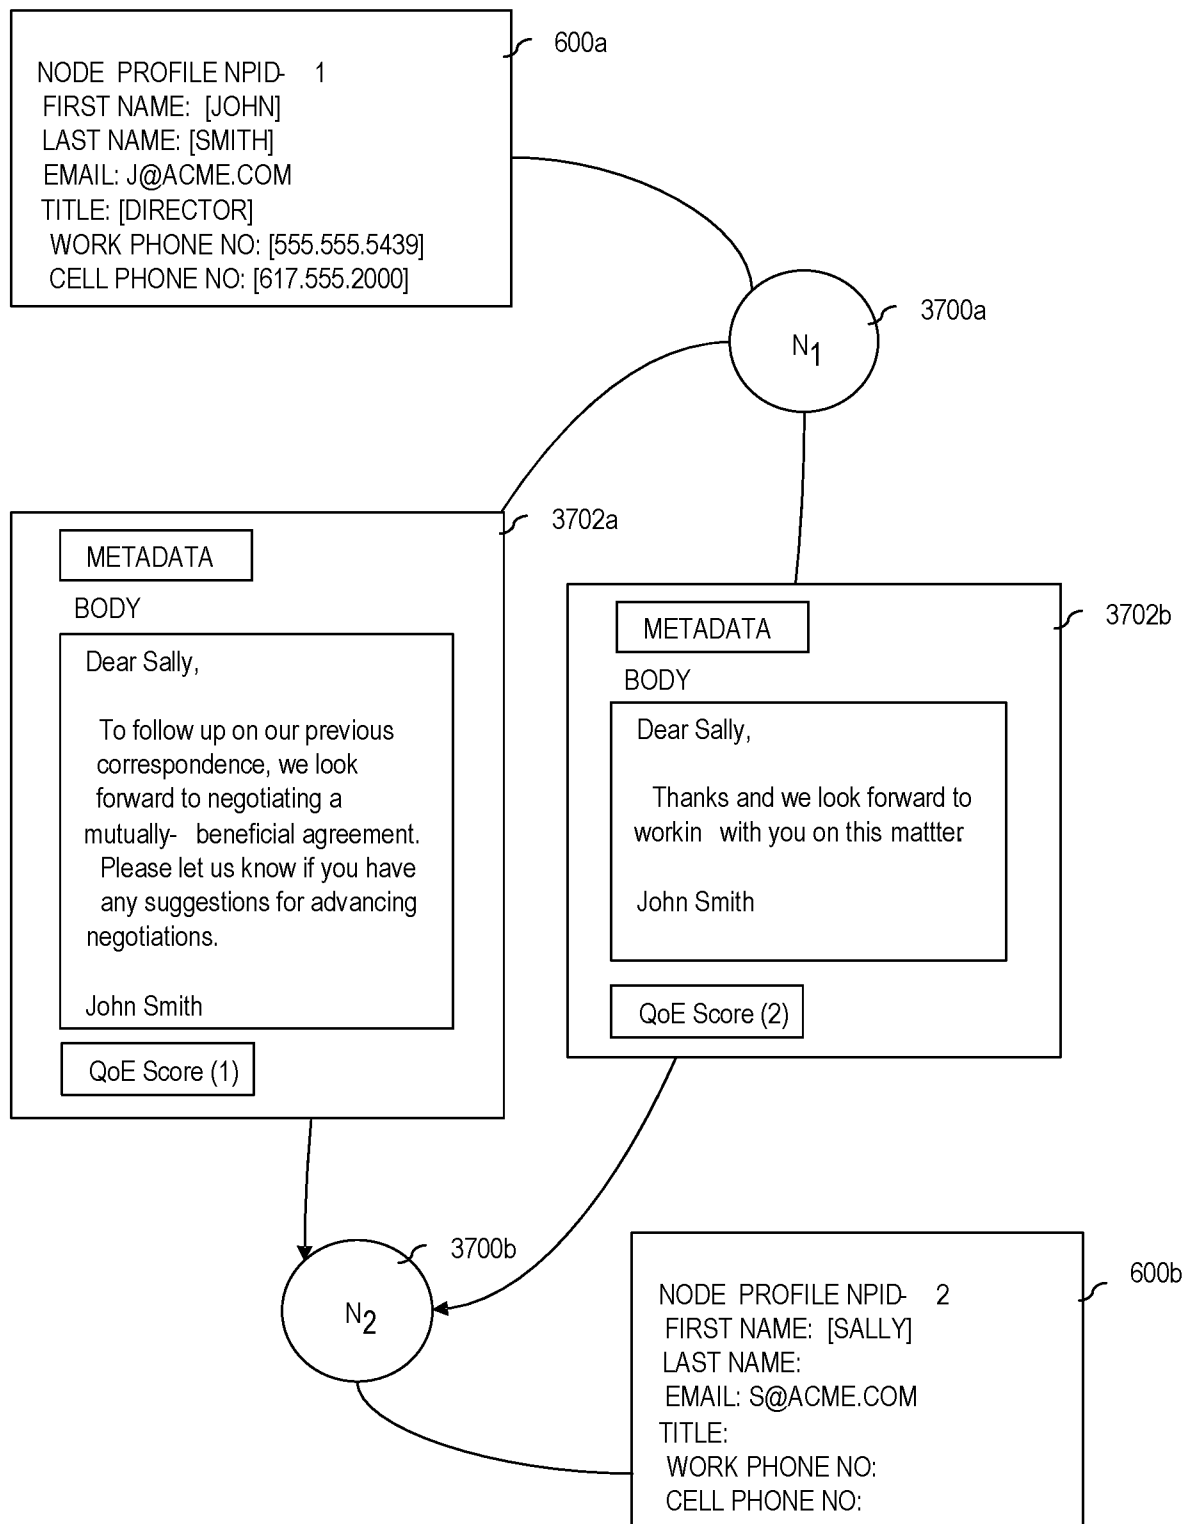 600a
NODE PROFILE NPID- 1
FIRST NAME: [JOHN]
LAST NAME: [SMITH]
EMAIL: J@ACME.COM
TITLE: [DIRECTOR]
WORK PHONE NO: [555.555.5439]
CELL PHONE NO: [617.555.2000]
3700a
N1
3702a
METADATA
BODY
Dear Sally,
To follow up on our previous
correspondence, we look
forward to negotiating a
mutually- beneficial agreement.
Please let us know if you have
any suggestions for advancing
negotiations.
John Smith
QoE Score (1)
3702b
METADATA
BODY
Dear Sally,
Thanks and we look forward to
workin with you on this mattter.
John Smith
QoE Score (2)
3700b
N2
600b
NODE PROFILE NPID- 2
FIRST NAME: [SALLY]
LAST NAME:
EMAIL: S@ACME.COM
TITLE:
WORK PHONE NO:
CELL PHONE NO: